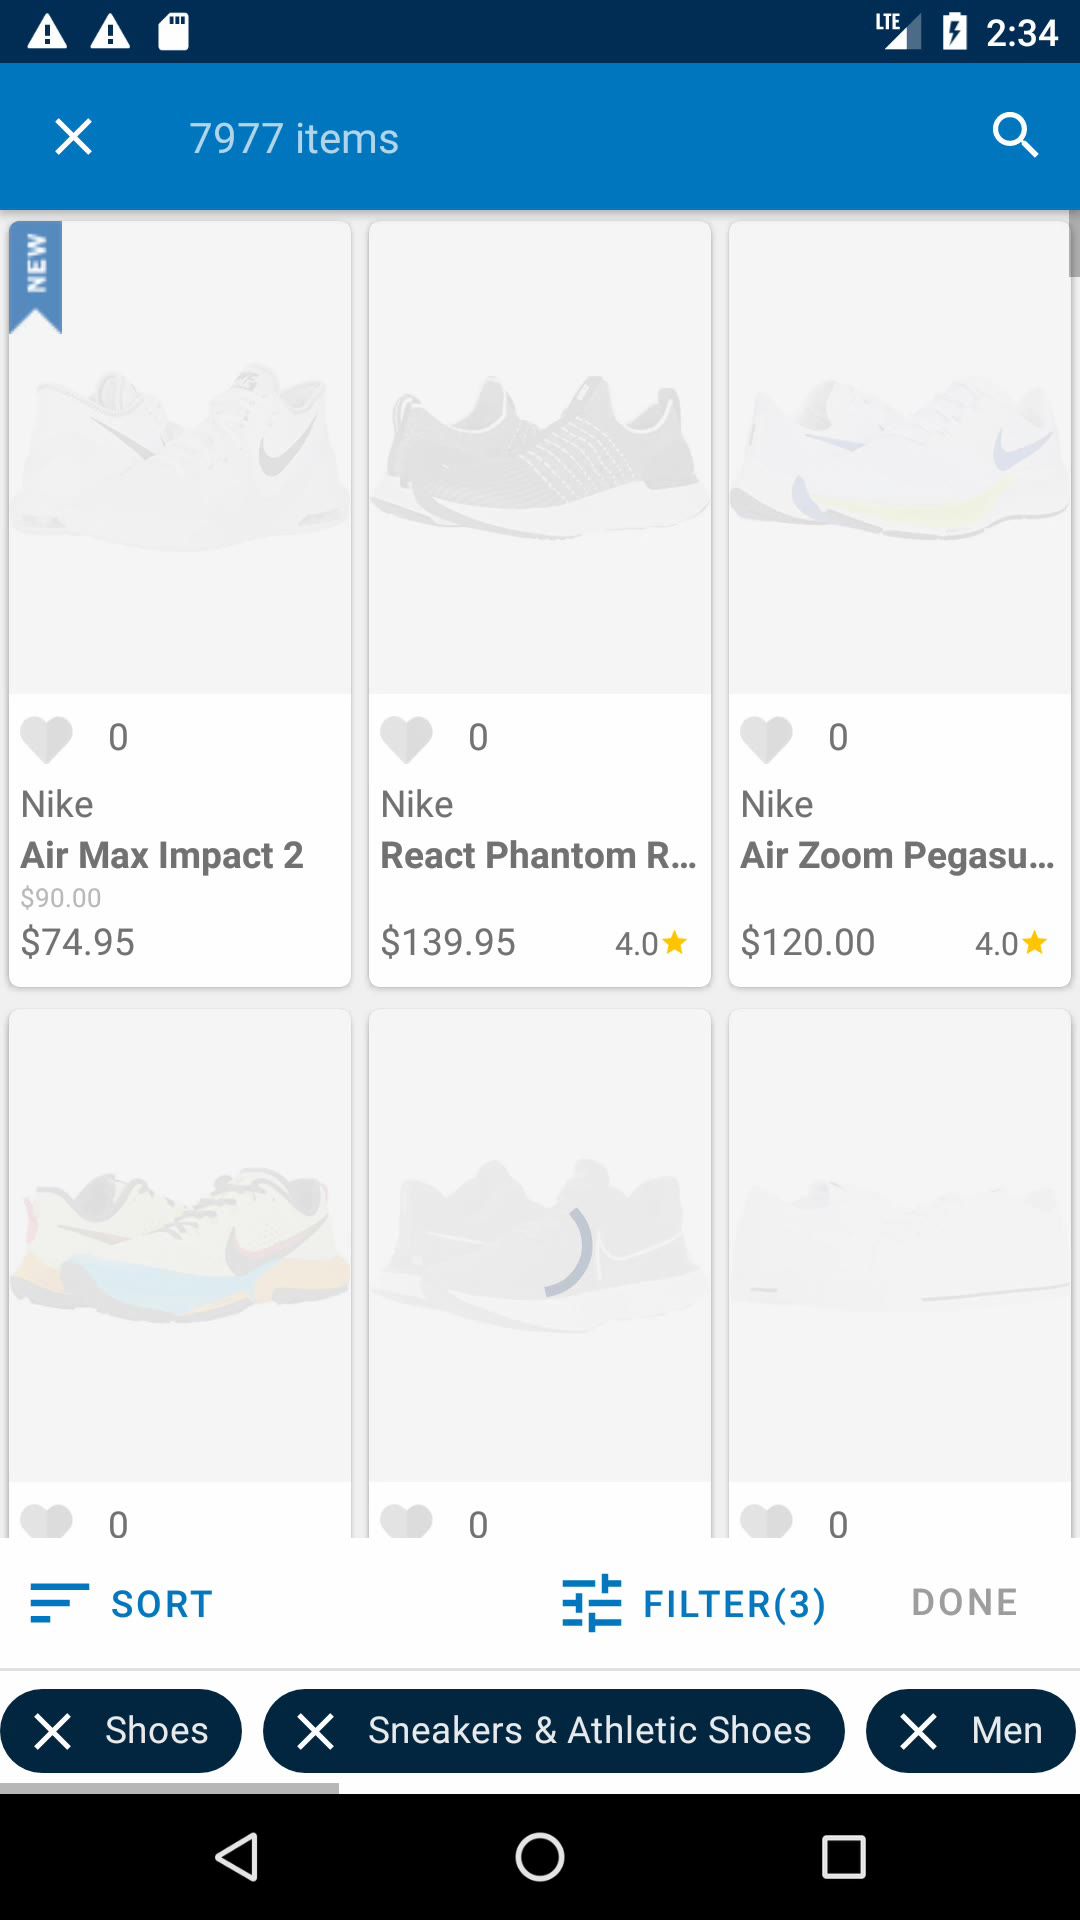 LTE 2:34
7977 items
NEW
0
Nike
Air Max Impact 2
$90.00
$74.95
0
Nike
React Phantom R...
$139.95 4.0
0
Nike
Air Zoom Pegasu...
$120.00 4.0
0
0
0
SORT
FILTER(3)
DONE
Shoes
Sneakers & Athletic Shoes
Men